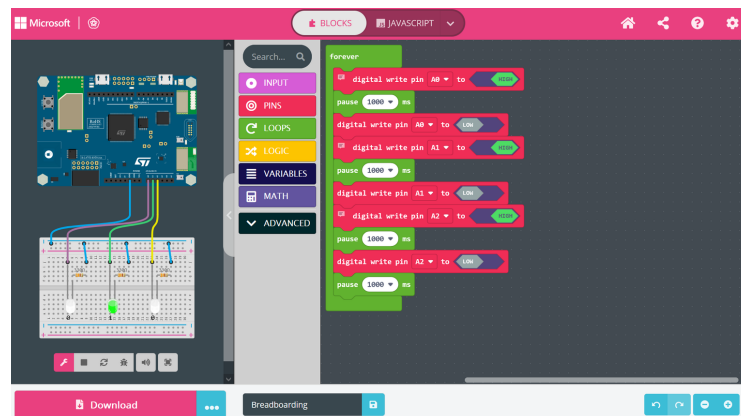 Microsoft
BLOCKS
JAVASCRIPT
Search...
INPUT
PINS
LOOPS
LOGIC
VARIABLES
MATH
ADVANCED
forever
digital write pin A0 to HIGH
pause 1000 ms
digital write pin A0 to LOW
digital write pin A1 to HIGH
pause 1000 ms
digital write pin A1 to LOW
digital write pin A2 to HIGH
pause 1000 ms
digital write pin A2 to LOW
pause 1000 ms
0 1 0
Download
Breadboarding